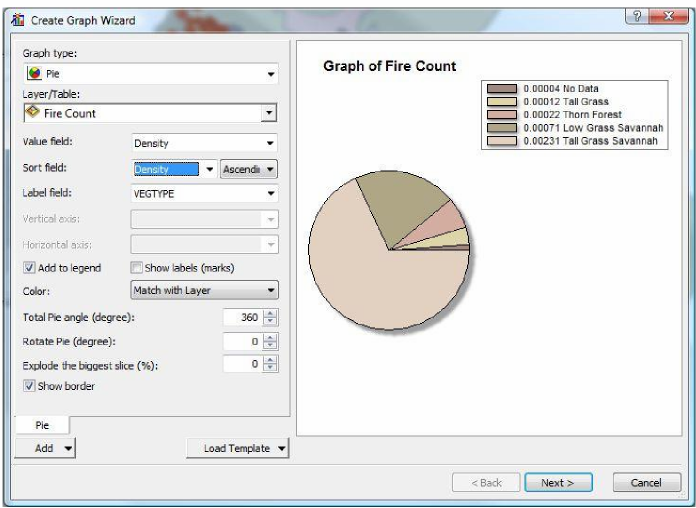 Create Graph Wizard
Graph type:
Pie
Layer/Table:
Fire Count
Value field:
Density
Sort field:
Density
Ascendi
Label field:
VEGTYPE
Vertical axis:
Horizontal axis:
Add to legend
Show labels (marks)
Color:
Match with Layer
Total Pie angle (degree):
360
Rotate Pie (degree):
0
Explode the biggest slice (%):
0
Show border
Pie
Add
Load Template
Graph of Fire Count
0.00004 No Data
0.00012 Tall Grass
0.00022 Thorn Forest
0.00071 Low Grass Savannah
0.00231 Tall Grass Savannah
< Back
Next >
Cancel